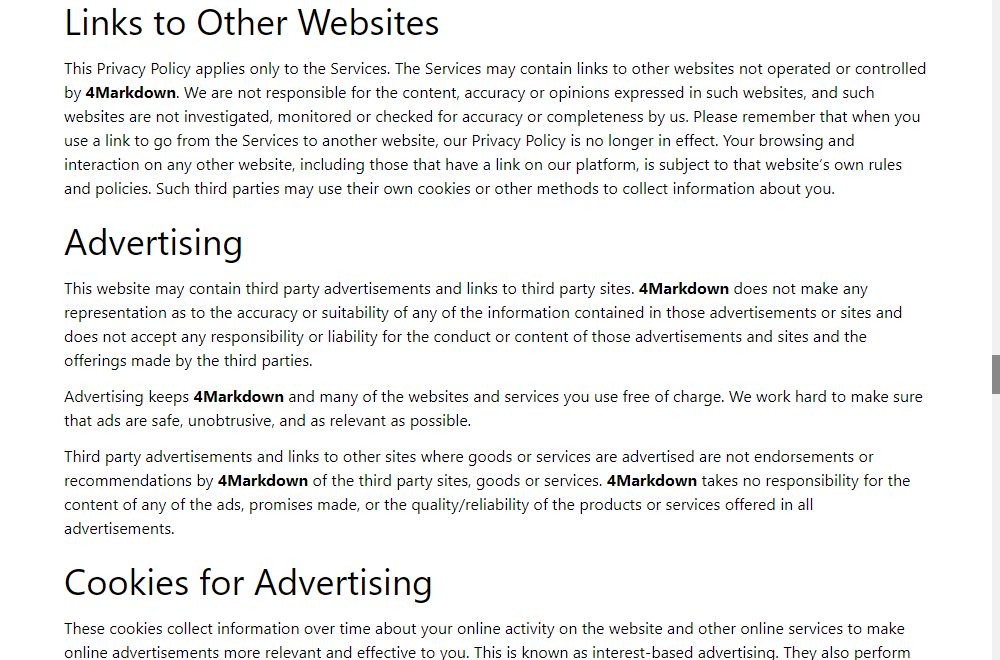 Links to Other Websites
This Privacy Policy applies only to the Services. The Services may contain links to other websites not operated or controlled
by 4Markdown. We are not responsible for the content, accuracy or opinions expressed in such websites, and such
websites are not investigated, monitored or checked for accuracy or completeness by us. Please remember that when you
use a link to go from the Services to another website, our Privacy Policy is no longer in effect. Your browsing and
interaction on any other website, including those that have a link on our platform, is subject to that website's own rules
and policies. Such third parties may use their own cookies or other methods to collect information about you.
Advertising
This website may contain third party advertisements and links to third party sites. 4Markdown does not make any
representation as to the accuracy or suitability of any of the information contained in those advertisements or sites and
does not accept any responsibility or liability for the conduct or content of those advertisements and sites and the
offerings made by the third parties.
Advertising keeps 4Markdown and many of the websites and services you use free of charge. We work hard to make sure
that ads are safe, unobtrusive, and as relevant as possible.
Third party advertisements and links to other sites where goods or services are advertised are not endorsements or
recommendations by 4Markdown of the third party sites, goods or services. 4Markdown takes no responsibility for the
content of any of the ads, promises made, or the quality/reliability of the products or services offered in all
advertisements.
Cookies for Advertising
These cookies collect information over time about your online activity on the website and other online services to make
online advertisements more relevant and effective to you. This is known as interest-based advertising. They also perform